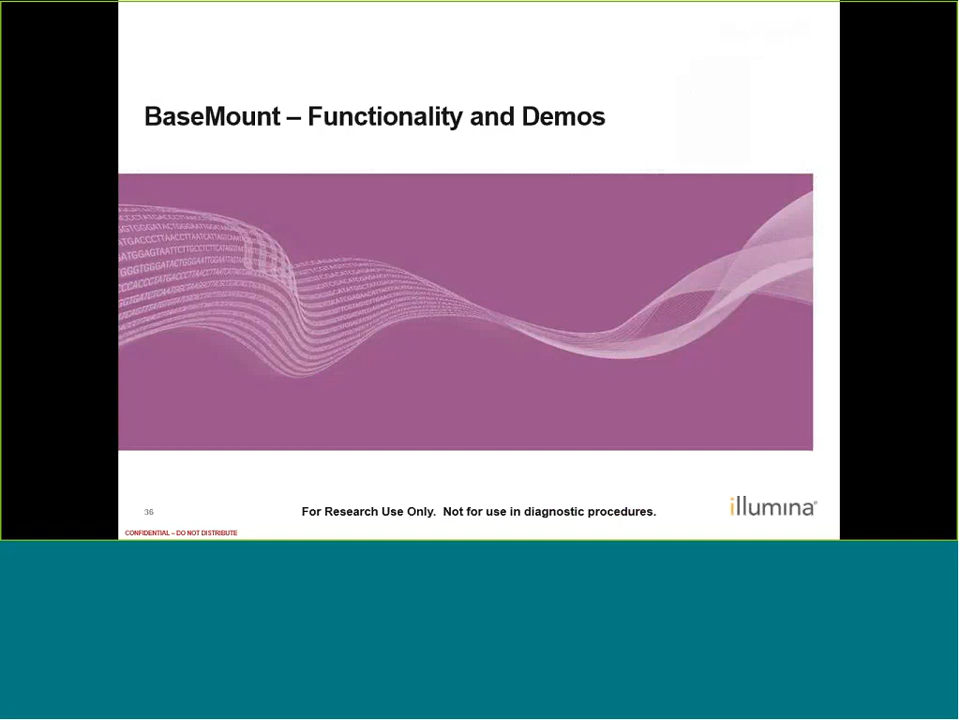 BaseMount – Functionality and Demos
36
For Research Use Only.  Not for use in diagnostic procedures.
illumina®
CONFIDENTIAL – DO NOT DISTRIBUTE